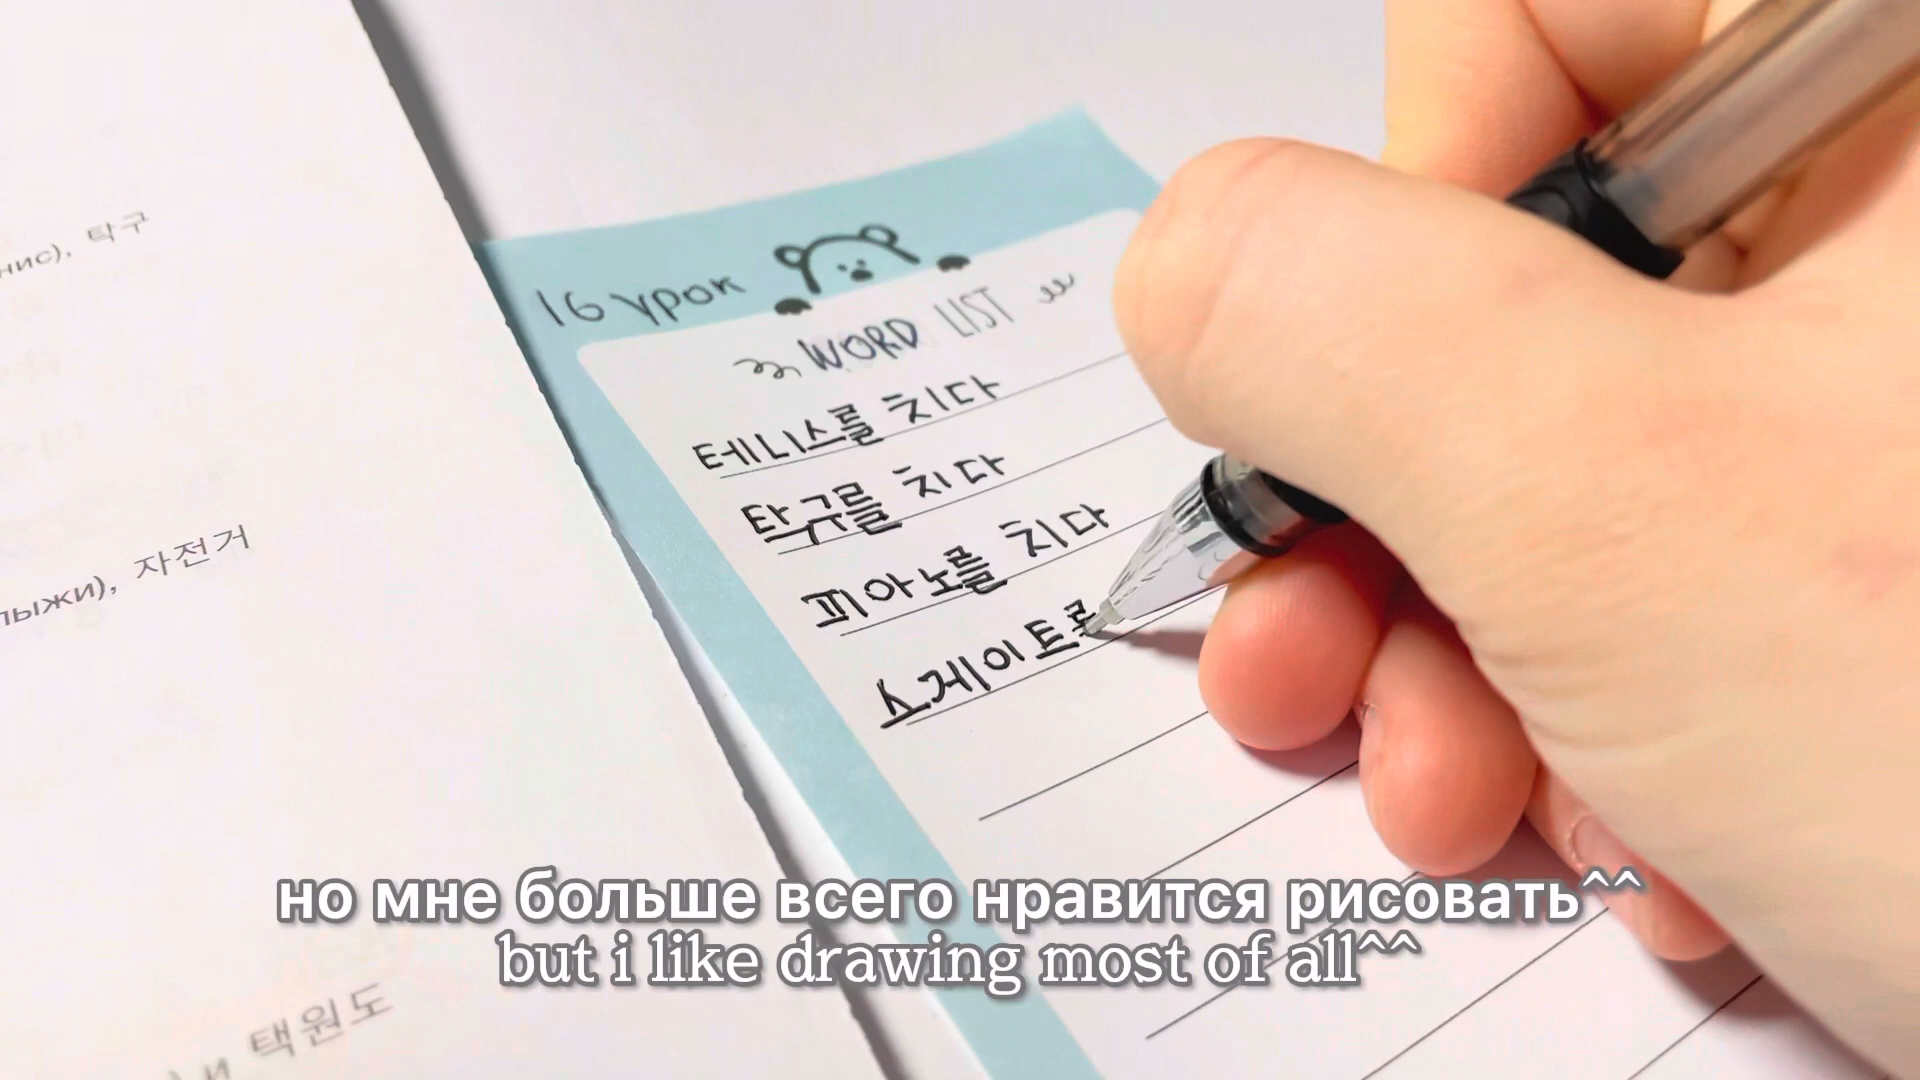 нис), 탁구
лыжи), 자전거
и 택원도
16 урок
WORD LIST
테니스를 치다
탁구를 치다
피아노를 치다
스케이트를
но мне больше всего нравится рисовать^^
but i like drawing most of all^^